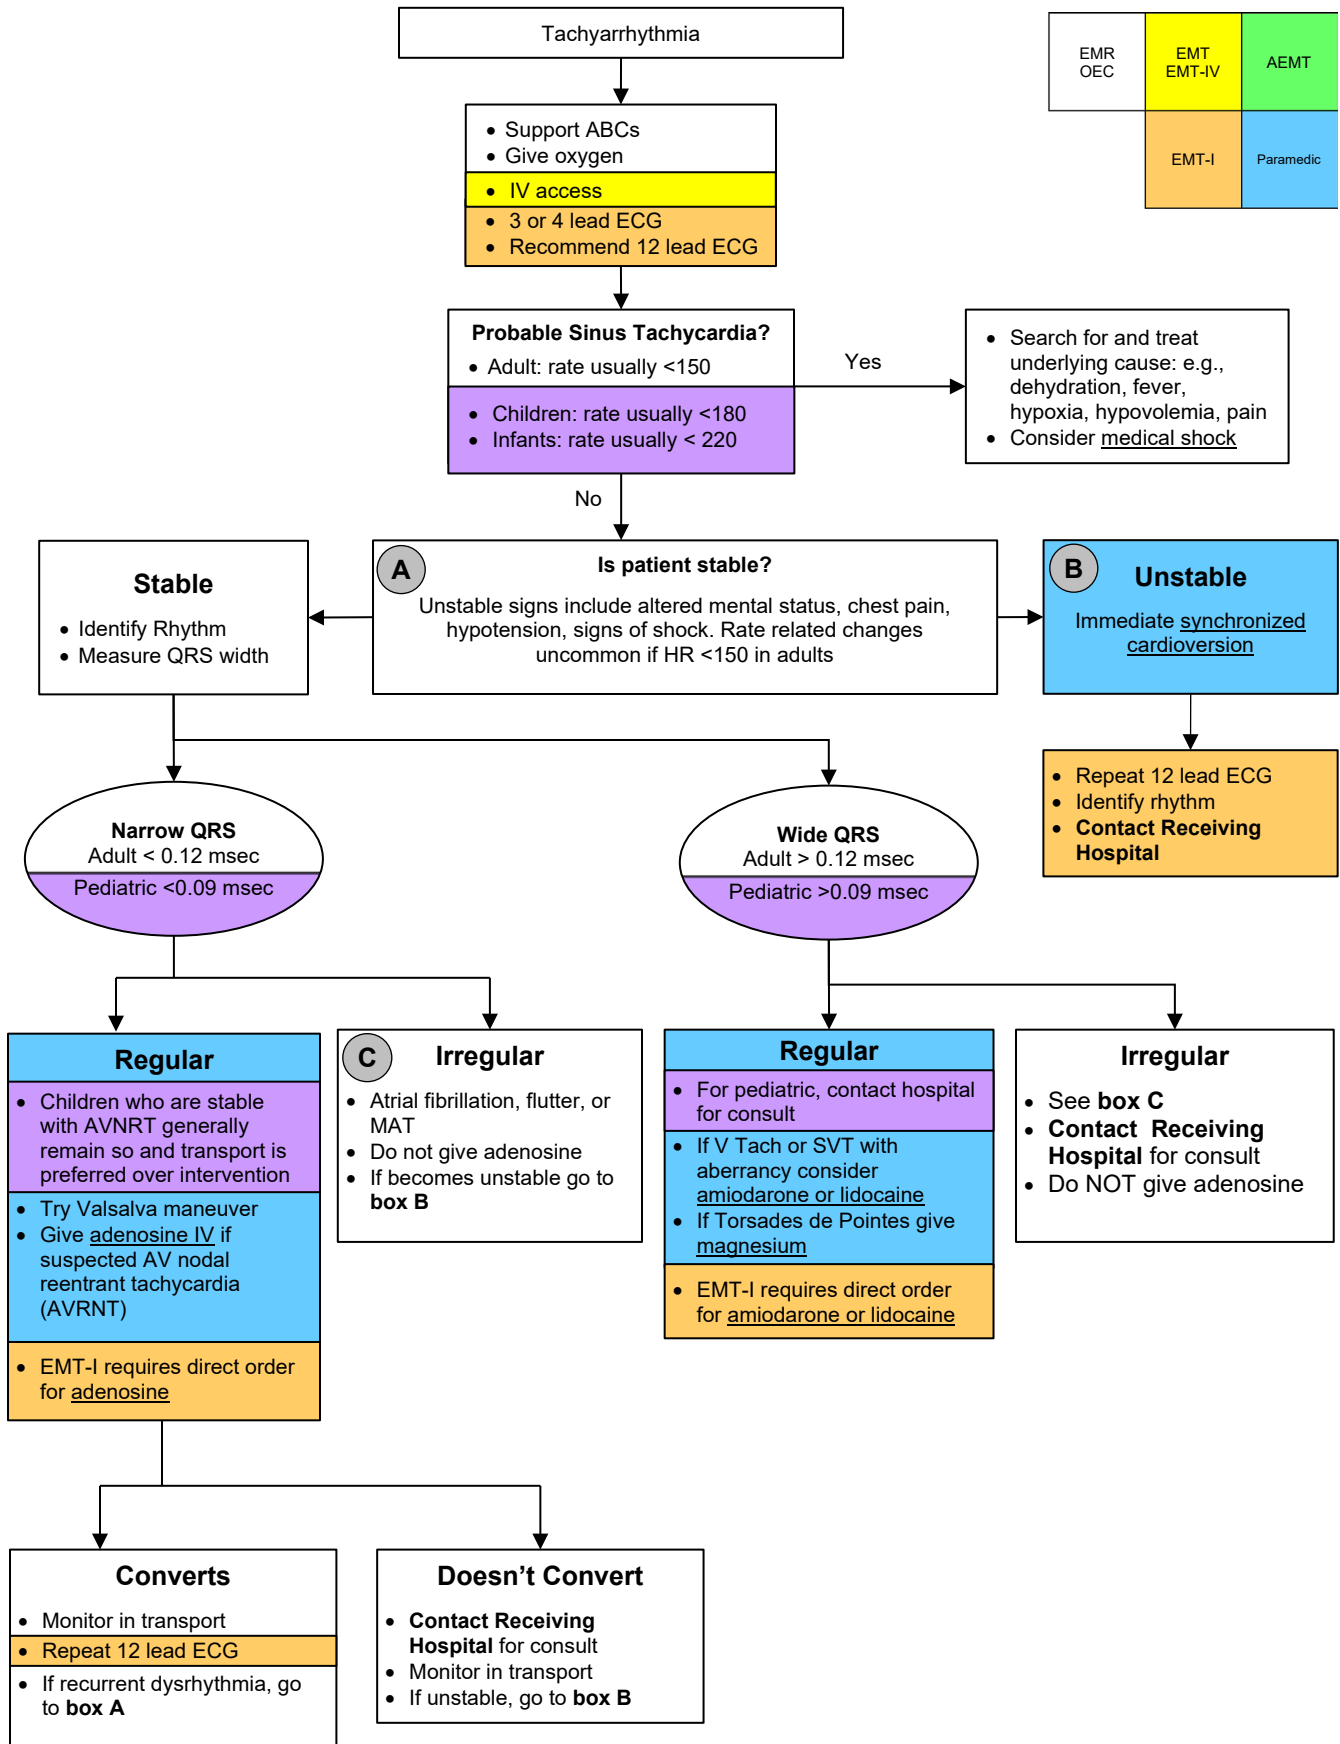 Tachyarrhythmia
EMR
OEC
EMT
EMT-IV
AEMT
EMT-I
Paramedic
• Support ABCs
• Give oxygen
• IV access
• 3 or 4 lead ECG
• Recommend 12 lead ECG
Probable Sinus Tachycardia?
• Adult: rate usually <150
• Children: rate usually <180
• Infants: rate usually < 220
Yes
• Search for and treat
underlying cause: e.g.,
dehydration, fever,
hypoxia, hypovolemia, pain
• Consider medical shock
No
Stable
• Identify Rhythm
• Measure QRS width
A
Is patient stable?
Unstable signs include altered mental status, chest pain,
hypotension, signs of shock. Rate related changes
uncommon if HR <150 in adults
B
Unstable
Immediate synchronized
cardioversion
• Repeat 12 lead ECG
• Identify rhythm
• Contact Receiving
Hospital
Narrow QRS
Adult < 0.12 msec
Pediatric <0.09 msec
Wide QRS
Adult > 0.12 msec
Pediatric >0.09 msec
Regular
• Children who are stable
with AVNRT generally
remain so and transport is
preferred over intervention
• Try Valsalva maneuver
• Give adenosine IV if
suspected AV nodal
reentrant tachycardia
(AVRNT)
• EMT-I requires direct order
for adenosine
C
Irregular
• Atrial fibrillation, flutter, or
MAT
• Do not give adenosine
• If becomes unstable go to
box B
Regular
• For pediatric, contact hospital
for consult
• If V Tach or SVT with
aberrancy consider
amiodarone or lidocaine
• If Torsades de Pointes give
magnesium
• EMT-I requires direct order
for amiodarone or lidocaine
Irregular
• See box C
• Contact Receiving
Hospital for consult
• Do NOT give adenosine
Converts
• Monitor in transport
• Repeat 12 lead ECG
• If recurrent dysrhythmia, go
to box A
Doesn't Convert
• Contact Receiving
Hospital for consult
• Monitor in transport
• If unstable, go to box B